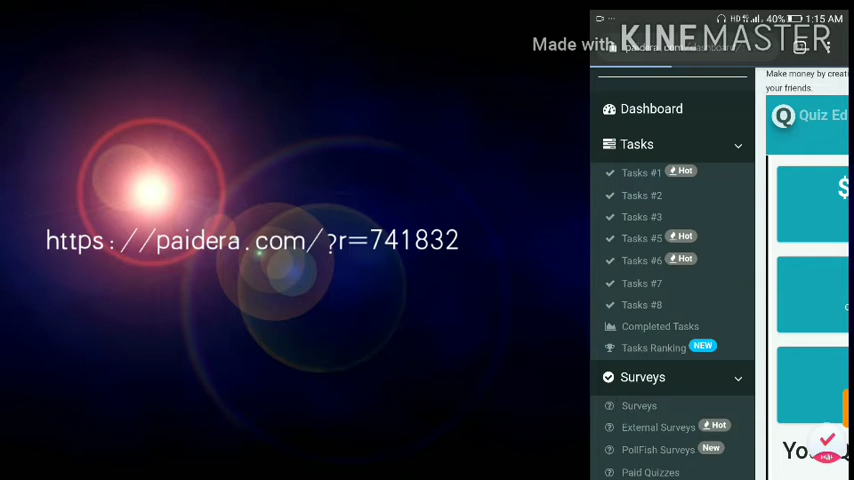 https://paidera.com/?r=741832
Made with KINEMASTER
HD 40% 1:15 AM
Make money by creati
your friends.
Dashboard
Quiz Ed
Tasks
Tasks #1 Hot
Tasks #2
$
Tasks #3
Tasks #5 Hot
Tasks #6 Hot
Tasks #7
Tasks #8
Completed Tasks
Tasks Ranking NEW
Surveys
Surveys
External Surveys Hot
PollFish Surveys New
Paid Quizzes